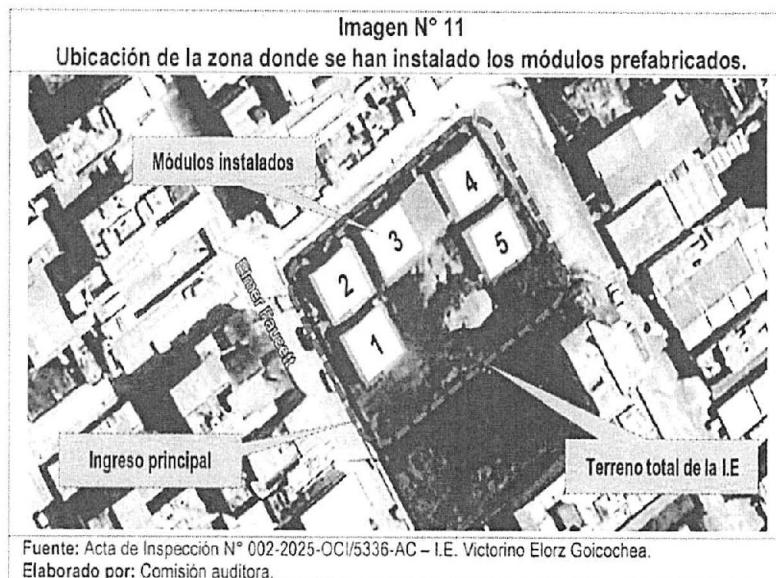 Imagen N° 11
Ubicación de la zona donde se han instalado los módulos prefabricados.
Módulos instalados
4
3
5
2
1
Elmer Faucett
Ingreso principal
Terreno total de la I.E
Fuente: Acta de Inspección N° 002-2025-OCI/5336-AC – I.E. Victorino Elorz Goicochea.
Elaborado por: Comisión auditora.